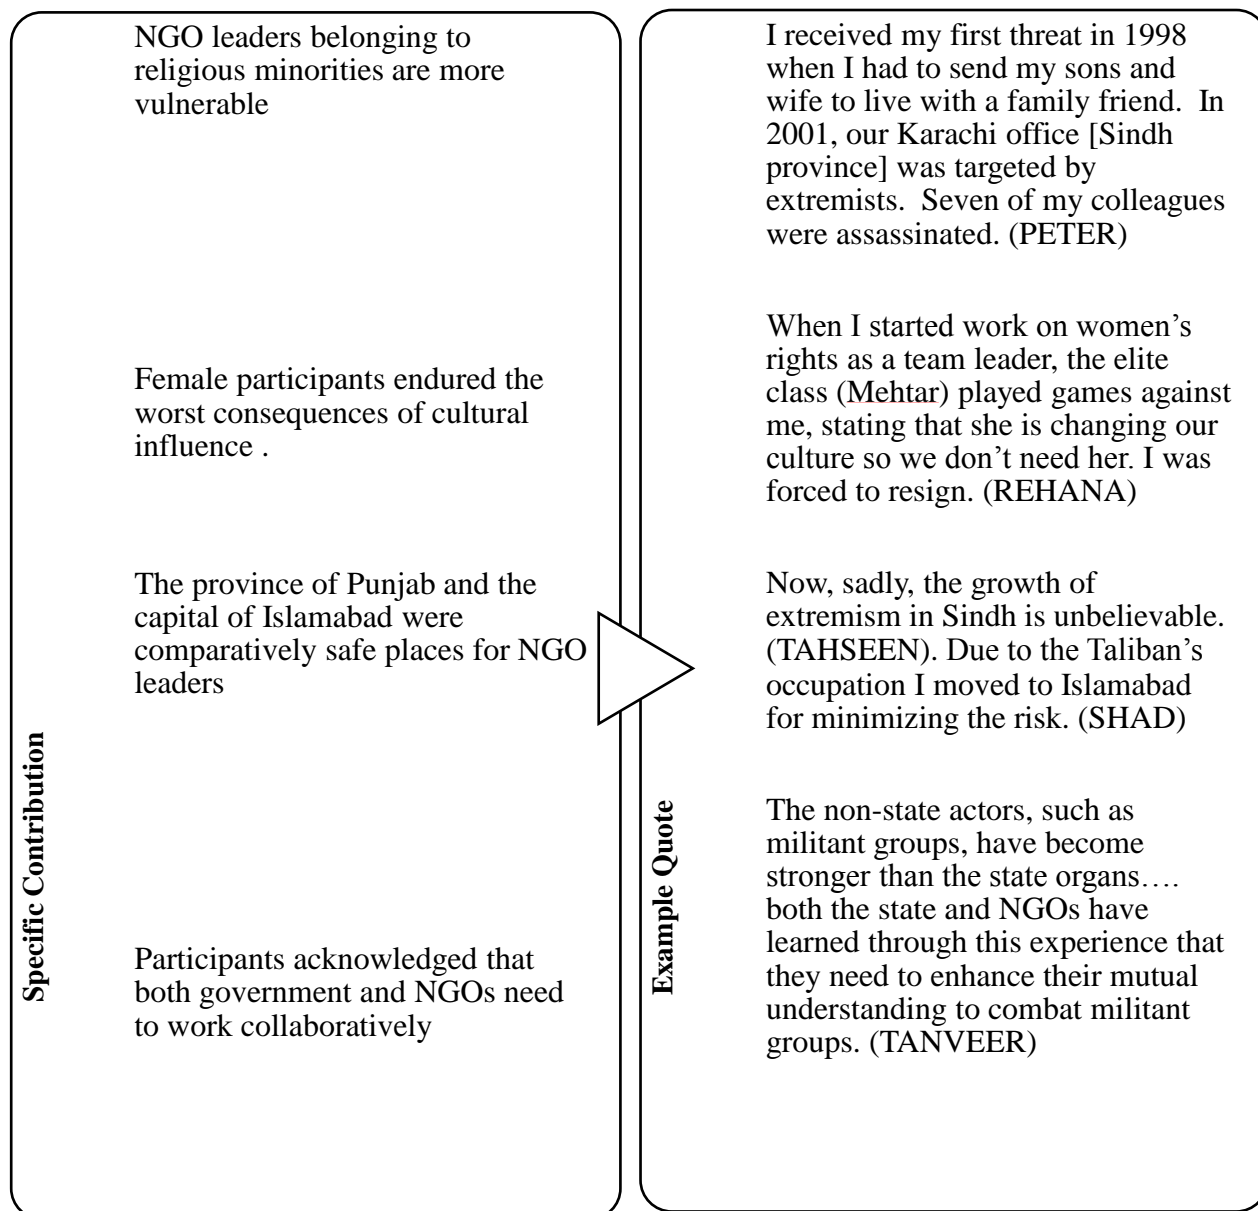 NGO leaders belonging to
religious minorities are more
vulnerable
Female participants endured the
worst consequences of cultural
influence .
The province of Punjab and the
capital of Islamabad were
comparatively safe places for NGO
leaders
Participants acknowledged that
both government and NGOs need
to work collaboratively
Specific Contribution
I received my first threat in 1998
when I had to send my sons and
wife to live with a family friend.  In
2001, our Karachi office [Sindh
province] was targeted by
extremists.  Seven of my colleagues
were assassinated. (PETER)
When I started work on women’s
rights as a team leader, the elite
class (Mehtar) played games against
me, stating that she is changing our
culture so we don’t need her. I was
forced to resign. (REHANA)
Now, sadly, the growth of
extremism in Sindh is unbelievable.
(TAHSEEN). Due to the Taliban’s
occupation I moved to Islamabad
for minimizing the risk. (SHAD)
The non-state actors, such as
militant groups, have become
stronger than the state organs….
both the state and NGOs have
learned through this experience that
they need to enhance their mutual
understanding to combat militant
groups. (TANVEER)
Example Quote